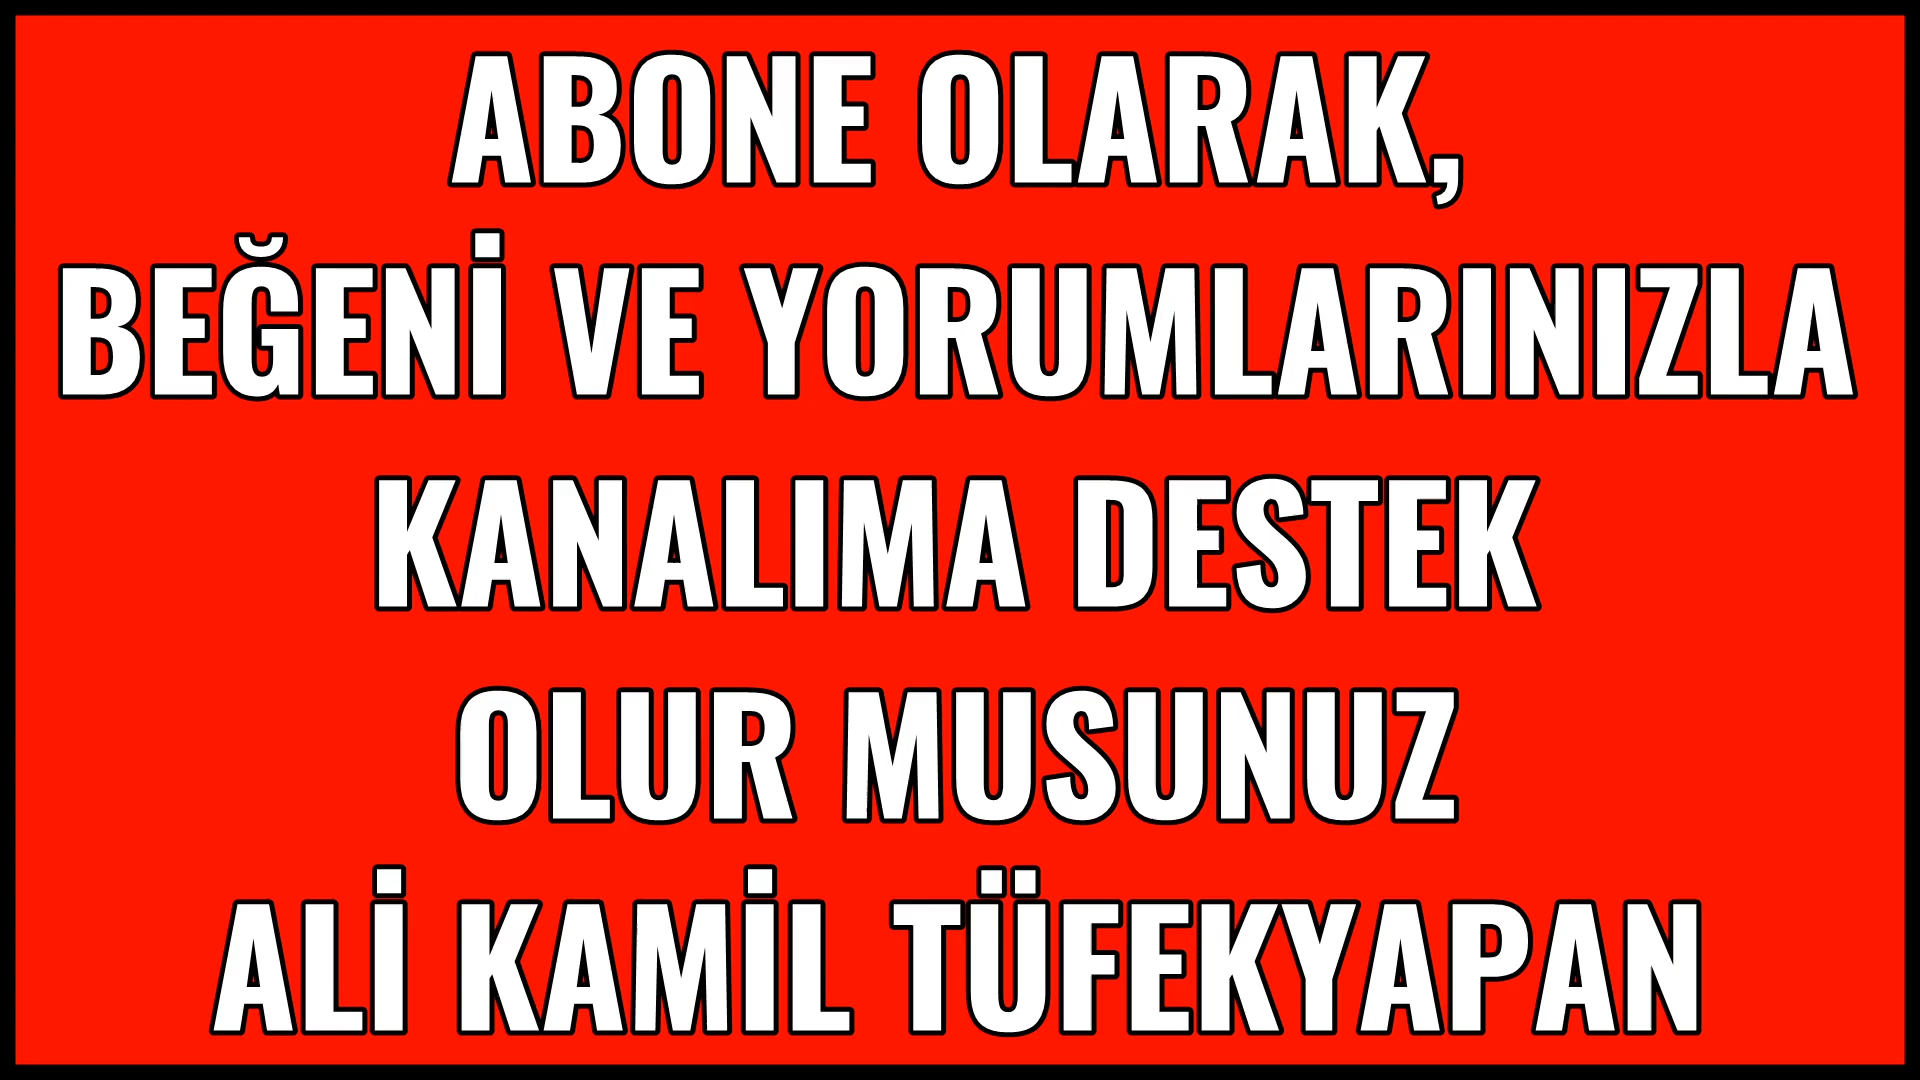 ABONE OLARAK,
BEĞENİ VE YORUMLARINIZLA
KANALIMA DESTEK
OLUR MUSUNUZ
ALİ KAMİL TÜFEKYAPAN